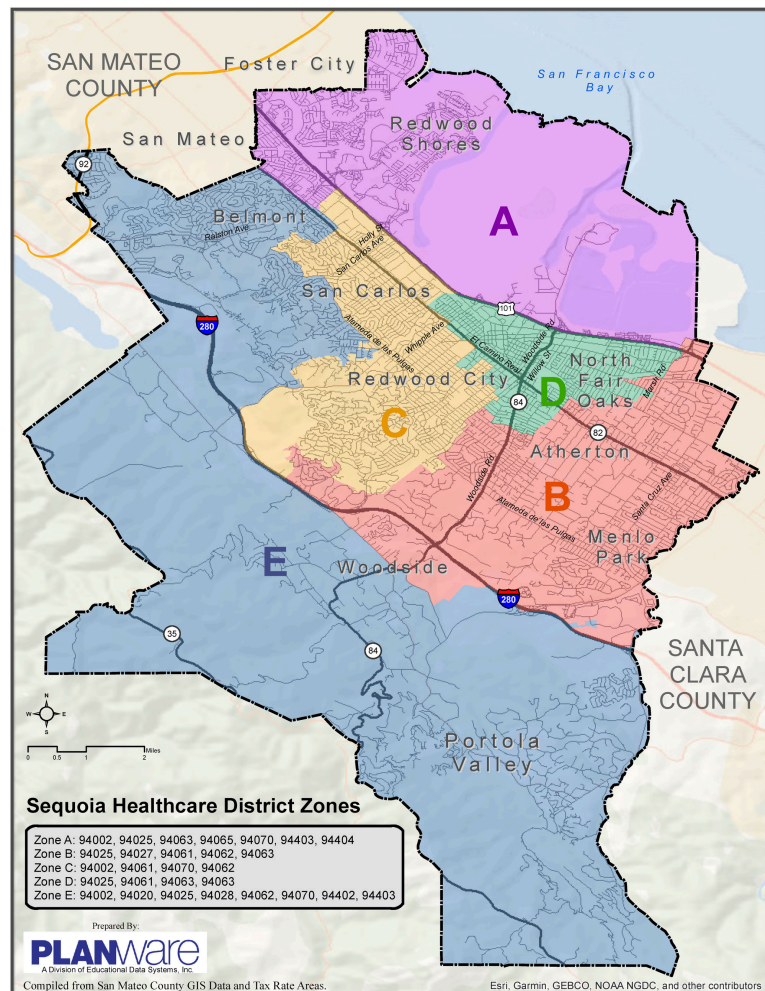 SAN MATEO
COUNTY
Foster City
San Francisco
Bay
San Mateo
Redwood
Shores
92
A
Belmont
Ralston Ave
Holly St
San Carlos Ave
San Carlos
101
280
Alameda de las Pulgas
Whipple Ave
El Camino Real
Woodside Rd
Willow St
North
Fair
Oaks
Marsh Rd
Redwood City
D
84
C
82
Atherton
Woodside Rd
Santa Cruz Ave
B
Alameda de las Pulgas
Menlo
Park
E
Woodside
280
35
84
SANTA
CLARA
COUNTY
N
W E
S
0 0.5 1 2
Miles
Portola
Valley
Sequoia Healthcare District Zones
Zone A: 94002, 94025, 94063, 94065, 94070, 94403, 94404
Zone B: 94025, 94027, 94061, 94062, 94063
Zone C: 94002, 94061, 94070, 94062
Zone D: 94025, 94061, 94063, 94063
Zone E: 94002, 94020, 94025, 94028, 94062, 94070, 94402, 94403
Prepared By:
PLANware
A Division of Educational Data Systems, Inc.
Compiled from San Mateo County GIS Data and Tax Rate Areas.
Esri, Garmin, GEBCO, NOAA NGDC, and other contributors